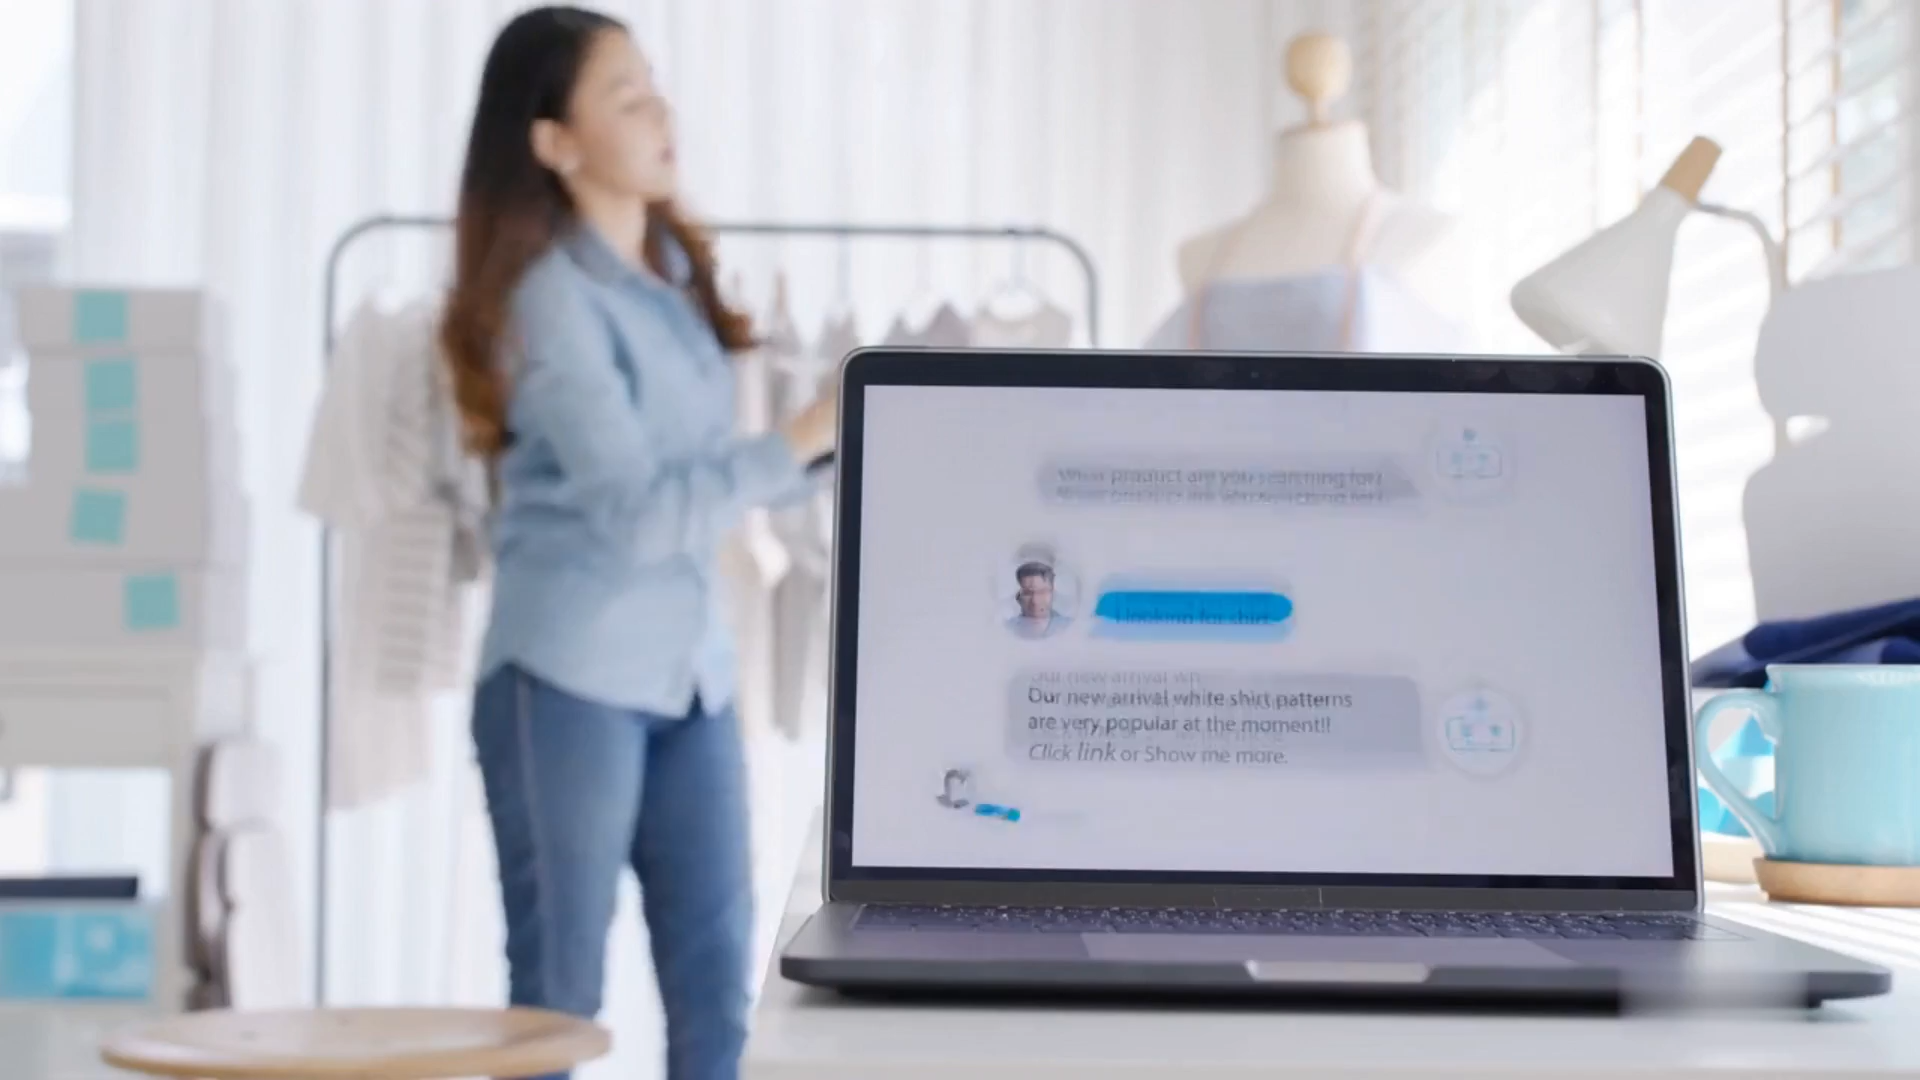 What product are you searching for?
I looking for shirt
Our new arrival white shirt patterns
are very popular at the moment!!
Click link or Show me more.